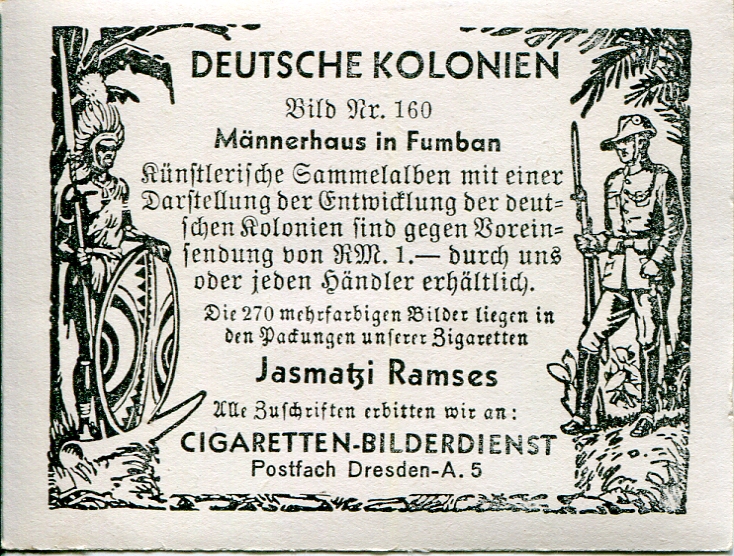 DEUTSCHE KOLONIEN
Bild Nr. 160
Männerhaus in Fumban
Künstlerische Sammelalben mit einer
Darstellung der Entwicklung der deut-
schen Kolonien sind gegen Vorein-
sendung von RM. 1.— durch uns
oder jeden Händler erhältlich.
Die 270 mehrfarbigen Bilder liegen in
den Packungen unserer Zigaretten
Jasmatzi Ramses
Alle Zuschriften erbitten wir an:
CIGARETTEN-BILDERDIENST
Postfach Dresden-A. 5